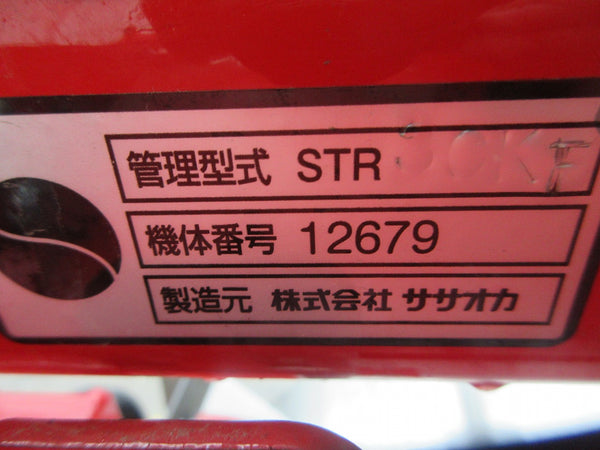 管理型式 STR
機体番号 12679
製造元 株式会社 ササオカ